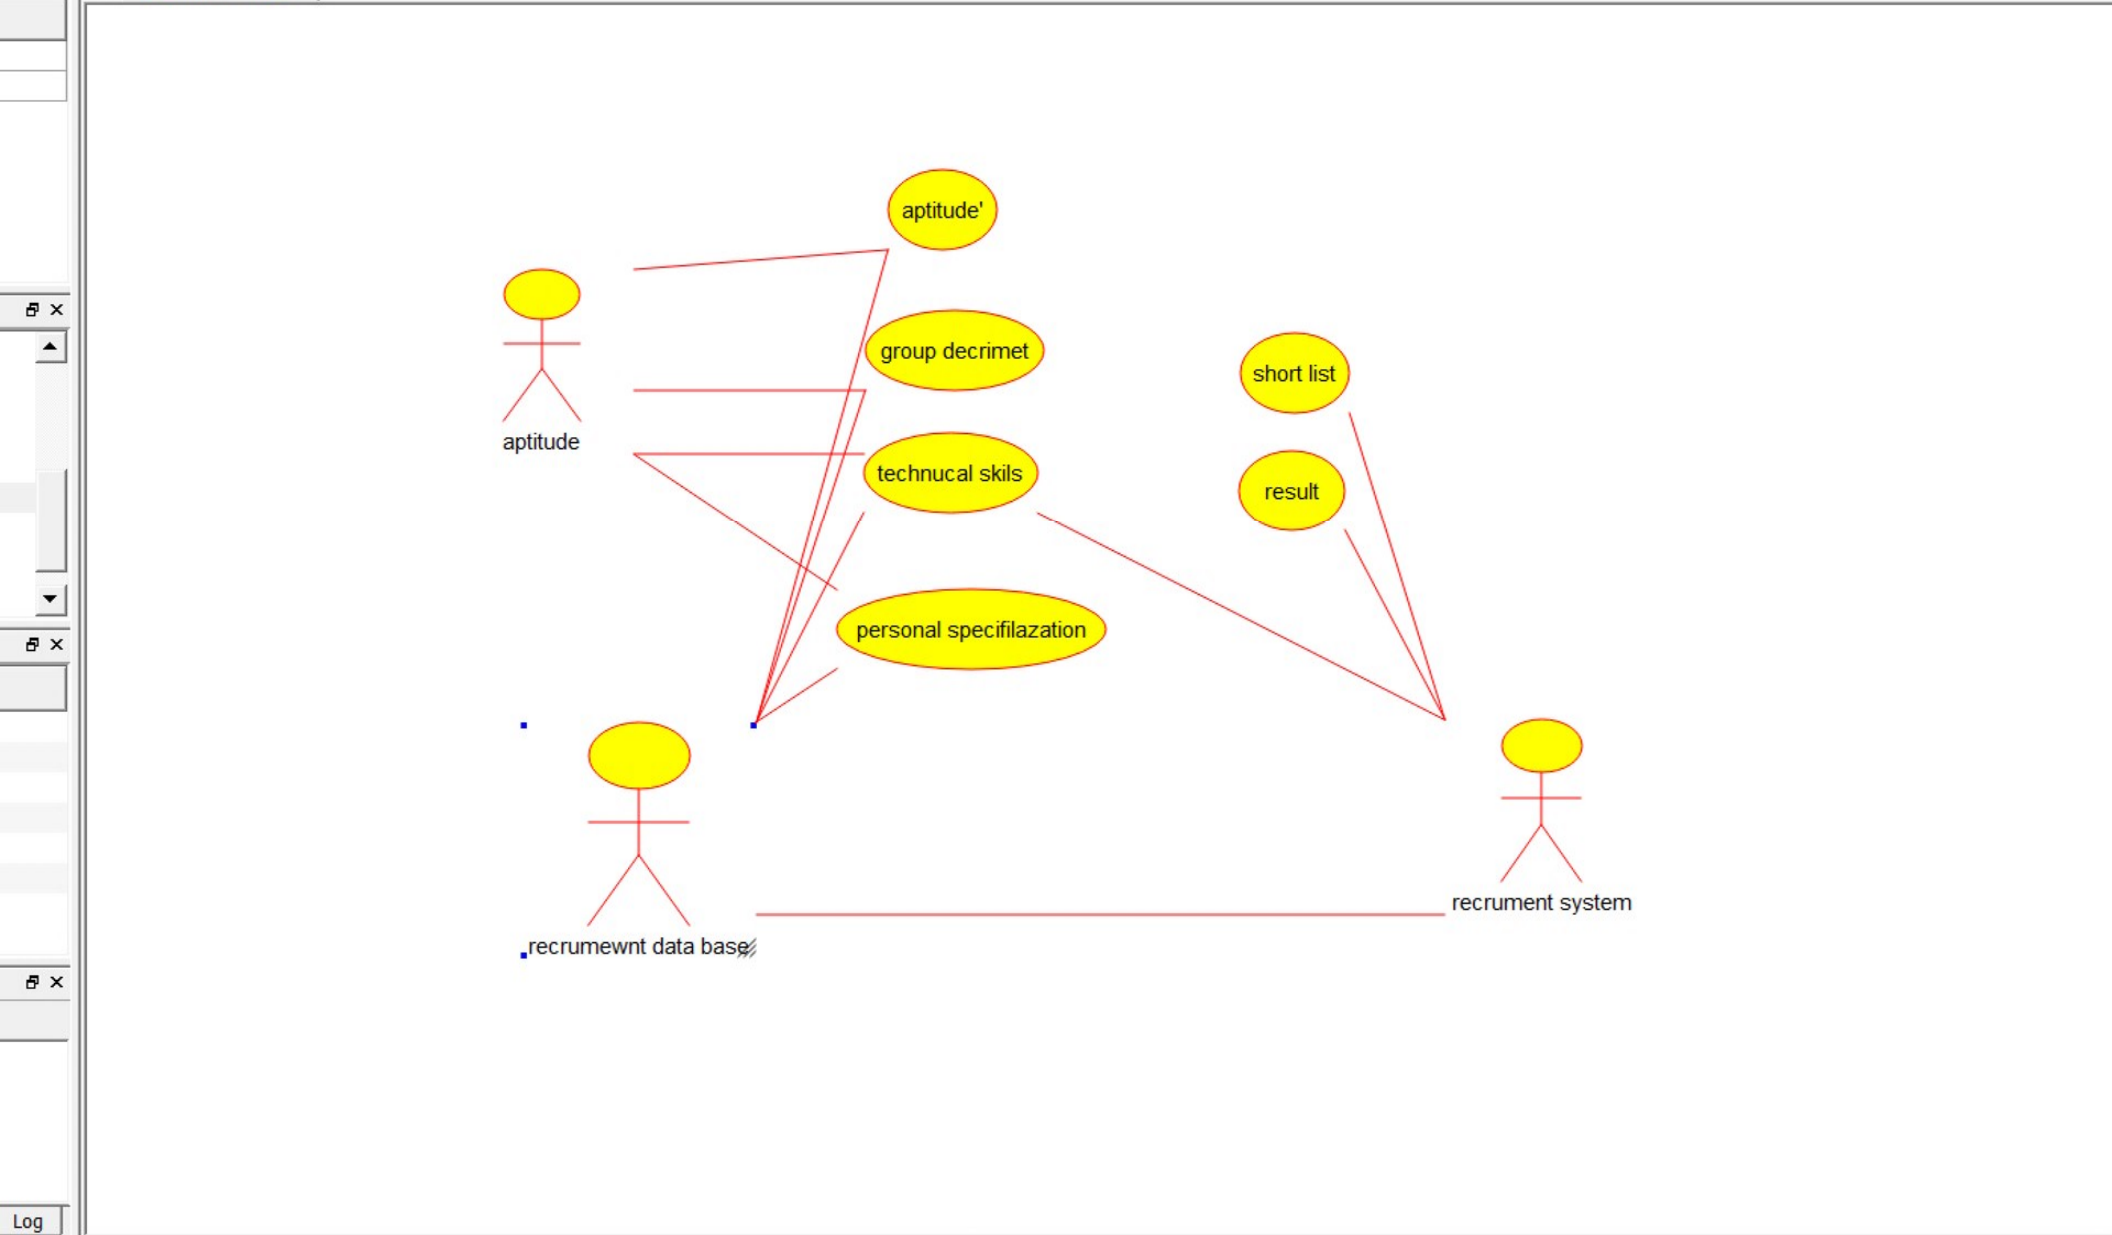 aptitude'
group decrimet
short list
aptitude
technucal skils
result
personal specifilazation
recrument system
recrumewnt data base
Log